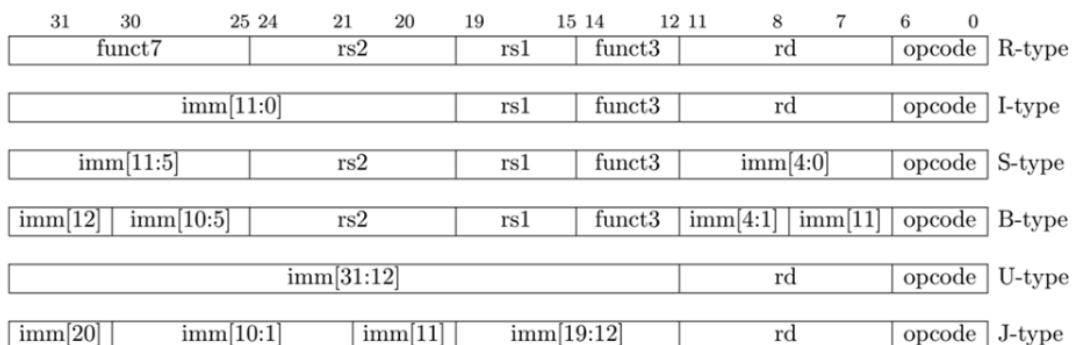 31 30 25 24 21 20 19 15 14 12 11 8 7 6 0
funct7 rs2 rs1 funct3 rd opcode R-type
imm[11:0] rs1 funct3 rd opcode I-type
imm[11:5] rs2 rs1 funct3 imm[4:0] opcode S-type
imm[12] imm[10:5] rs2 rs1 funct3 imm[4:1] imm[11] opcode B-type
imm[31:12] rd opcode U-type
imm[20] imm[10:1] imm[11] imm[19:12] rd opcode J-type